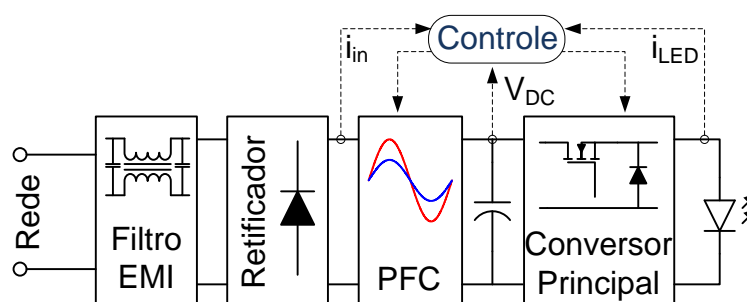 Controle
i_in
i_LED
V_DC
Rede
Filtro
EMI
Retificador
PFC
Conversor
Principal